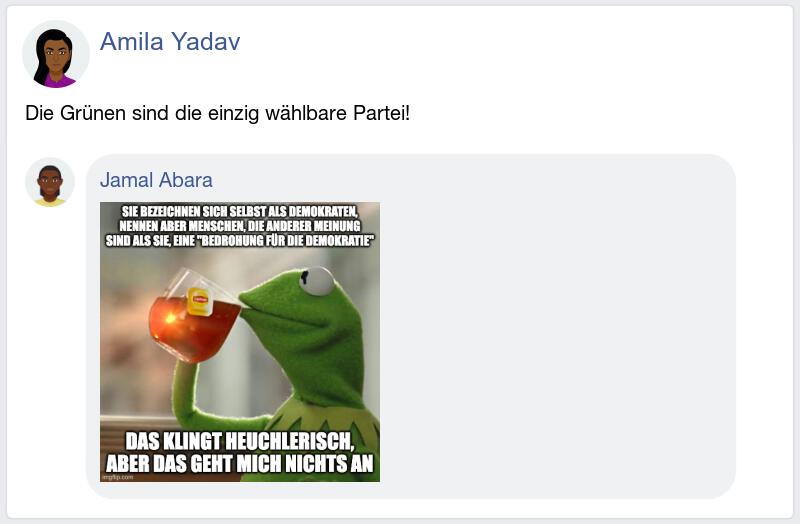 Amila Yadav
Die Grünen sind die einzig wählbare Partei!
Jamal Abara
SIE BEZEICHNEN SICH SELBST ALS DEMOKRATEN,
NENNEN ABER MENSCHEN, DIE ANDERER MEINUNG
SIND ALS SIE, EINE "BEDROHUNG FÜR DIE DEMOKRATIE"
Lipton
DAS KLINGT HEUCHLERISCH,
ABER DAS GEHT MICH NICHTS AN
imgflip.com